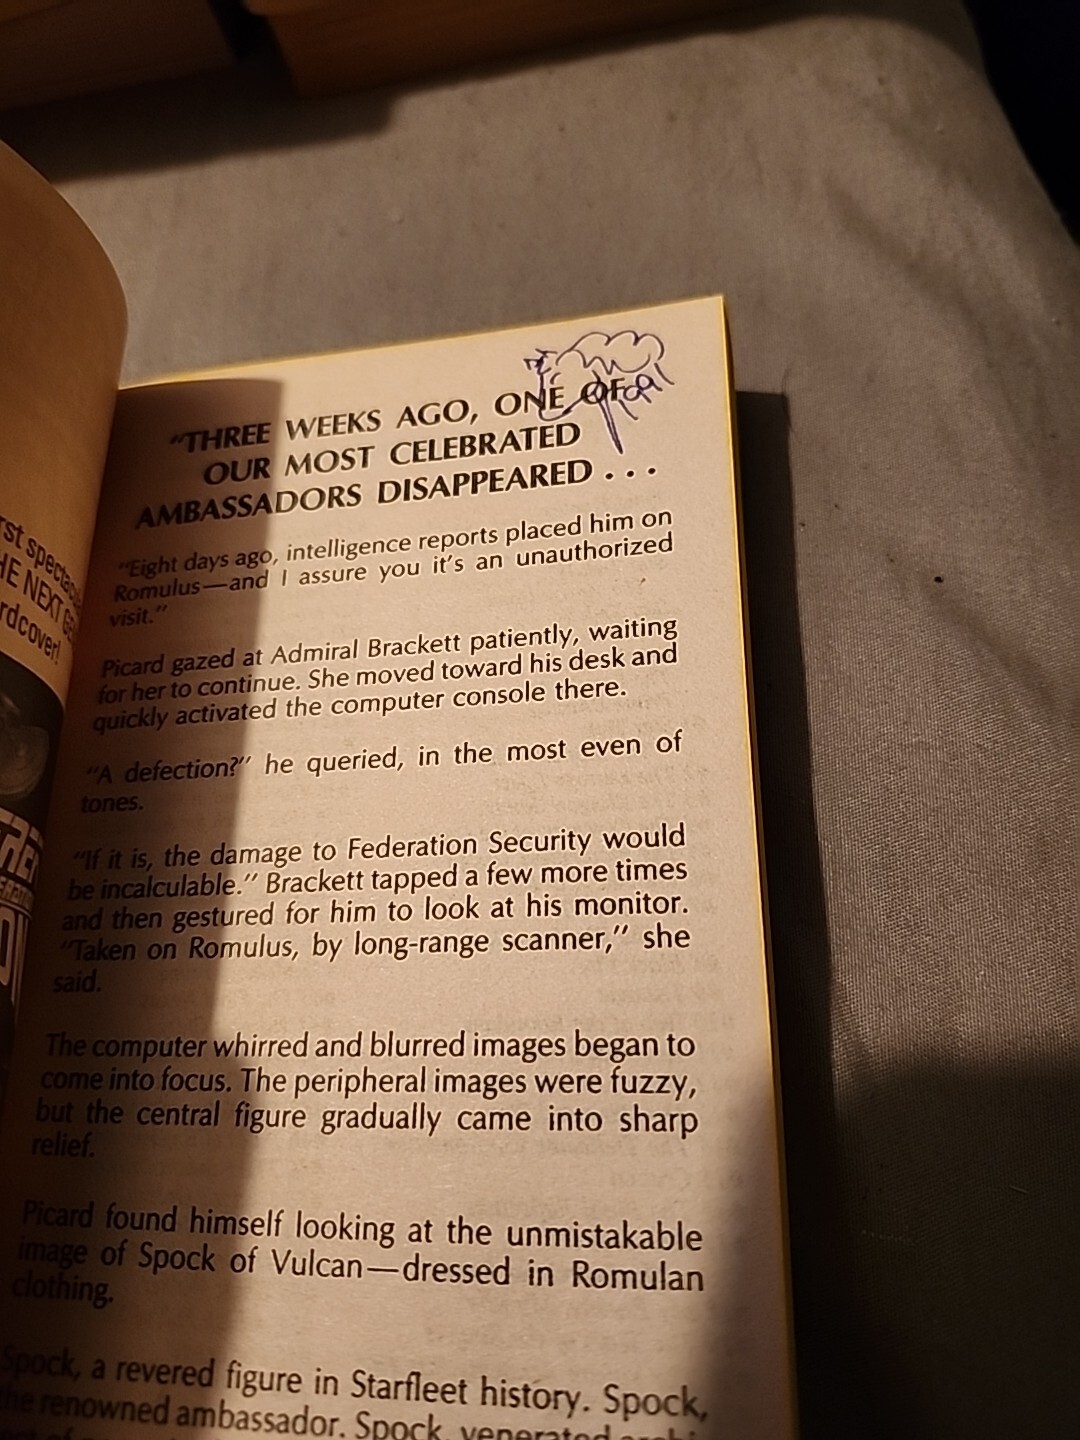 rst spectac
HE NEXT GE
rdcover!
"THREE WEEKS AGO, ONE OF
OUR MOST CELEBRATED
AMBASSADORS DISAPPEARED . . .
"Eight days ago, intelligence reports placed him on
Romulus—and I assure you it's an unauthorized
visit."
Picard gazed at Admiral Brackett patiently, waiting
for her to continue. She moved toward his desk and
quickly activated the computer console there.
"A defection?" he queried, in the most even of
tones.
"If it is, the damage to Federation Security would
be incalculable." Brackett tapped a few more times
and then gestured for him to look at his monitor.
"Taken on Romulus, by long-range scanner," she
said.
The computer whirred and blurred images began to
come into focus. The peripheral images were fuzzy,
but the central figure gradually came into sharp
relief.
Picard found himself looking at the unmistakable
image of Spock of Vulcan—dressed in Romulan
clothing.
Spock, a revered figure in Starfleet history. Spock,
the renowned ambassador. Spock, venerated